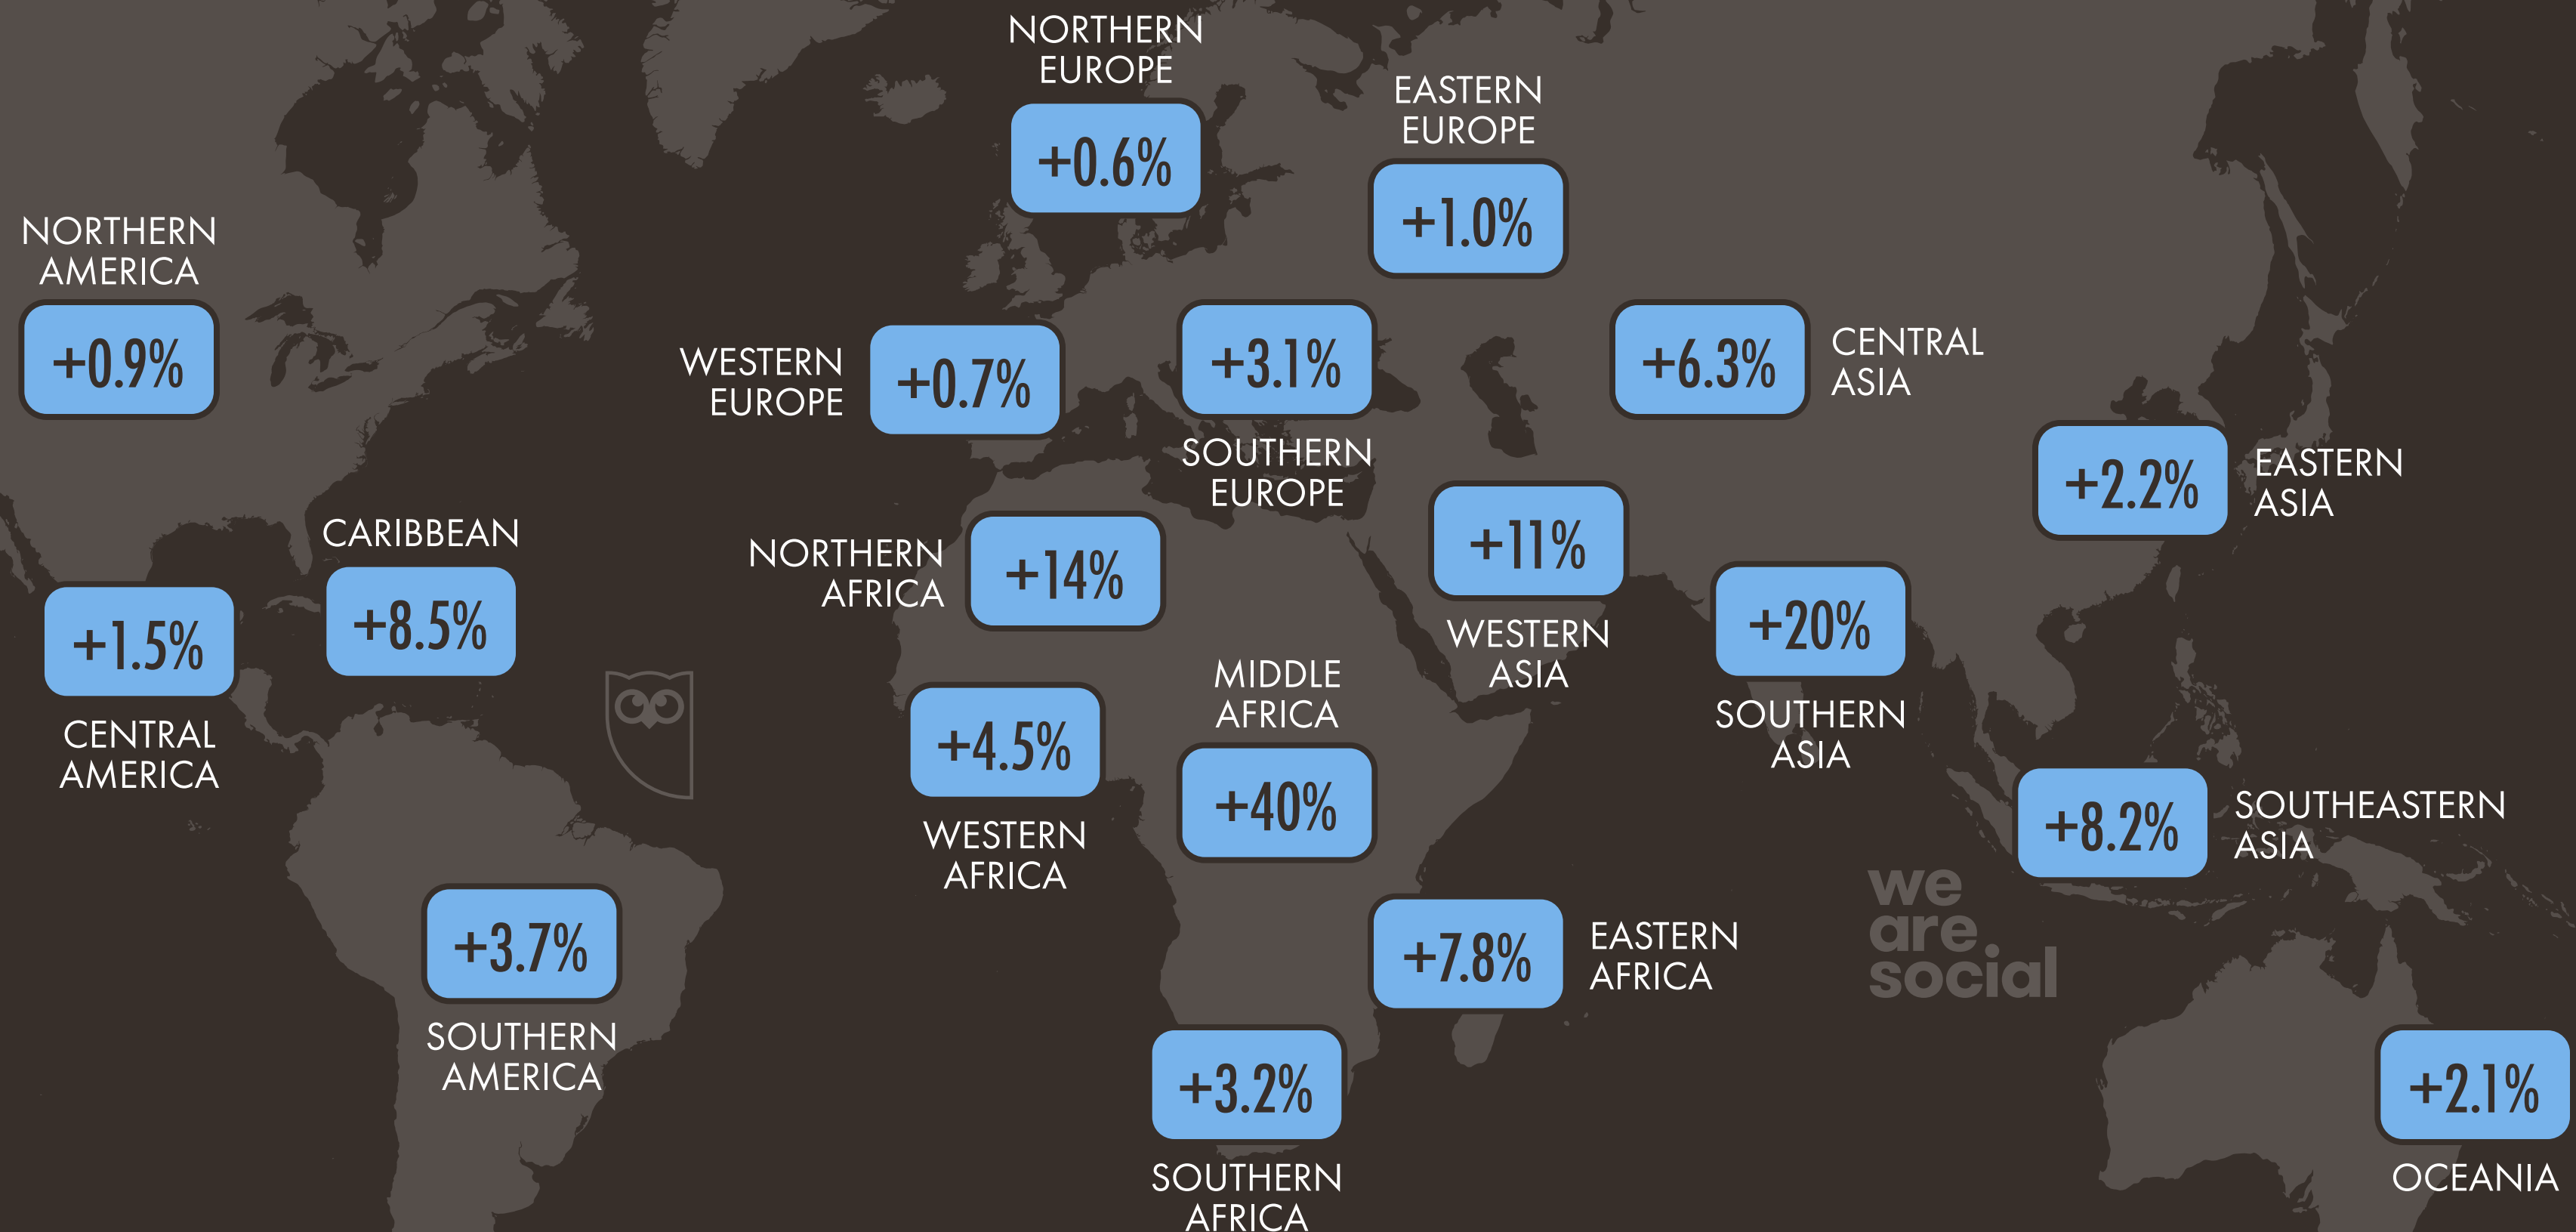 NORTHERN
EUROPE
+0.6%
EASTERN
EUROPE
+1.0%
NORTHERN
AMERICA
+0.9%
WESTERN
EUROPE
+0.7%
+3.1%
SOUTHERN
EUROPE
+6.3%
CENTRAL
ASIA
+2.2%
EASTERN
ASIA
CARIBBEAN
+8.5%
+1.5%
CENTRAL
AMERICA
NORTHERN
AFRICA
+14%
+11%
WESTERN
ASIA
+20%
SOUTHERN
ASIA
+4.5%
WESTERN
AFRICA
MIDDLE
AFRICA
+40%
+8.2%
SOUTHEASTERN
ASIA
+3.7%
SOUTHERN
AMERICA
+7.8%
EASTERN
AFRICA
we
are
social
+3.2%
SOUTHERN
AFRICA
+2.1%
OCEANIA